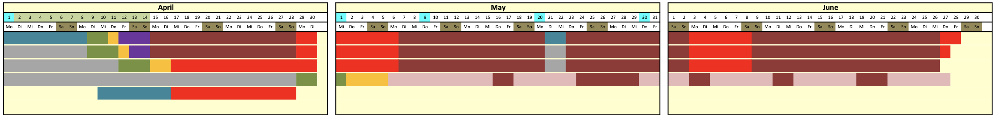 April May June
1 2 3 4 5 6 7 8 9 10 11 12 13 14 15 16 17 18 19 20 21 22 23 24 25 26 27 28 29 30 1 2 3 4 5 6 7 8 9 10 11 12 13 14 15 16 17 18 19 20 21 22 23 24 25 26 27 28 29 30 31 1 2 3 4 5 6 7 8 9 10 11 12 13 14 15 16 17 18 19 20 21 22 23 24 25 26 27 28 29 30
Mo Di Mi Do Fr Sa So Mo Di Mi Do Fr Sa So Mo Di Mi Do Fr Sa So Mo Di Mi Do Fr Sa So Mo Di Mi Do Fr Sa So Mo Di Mi Do Fr Sa So Mo Di Mi Do Fr Sa So Mo Di Mi Do Fr Sa So Mo Di Mi Do Fr Sa So Mo Di Mi Do Fr Sa So Mo Di Mi Do Fr Sa So Mo Di Mi Do Fr Sa So Mo Di Mi Do Fr Sa So